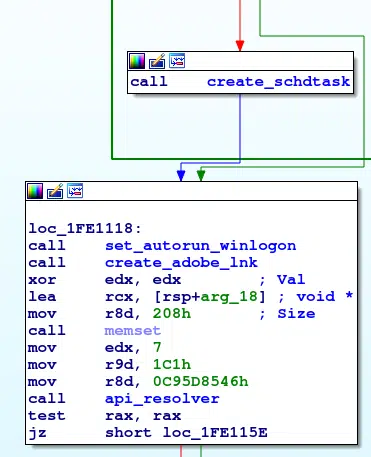 call    create_schdtask
loc_1FE1118:
call    set_autorun_winlogon
call    create_adobe_lnk
xor     edx, edx        ; Val
lea     rcx, [rsp+arg_18] ; void *
mov     r8d, 208h       ; Size
call    memset
mov     edx, 7
mov     r9d, 1C1h
mov     r8d, 0C95D8546h
call    api_resolver
test    rax, rax
jz      short loc_1FE115E